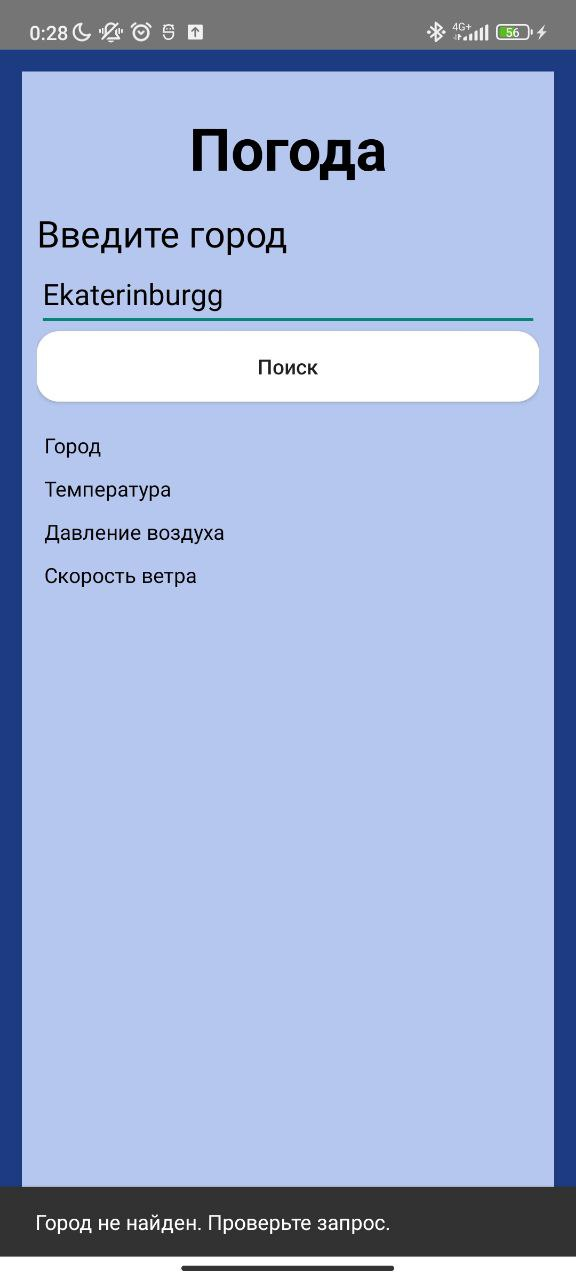 0:28 4G+ 56
Погода
Введите город
Ekaterinburgg
Поиск
Город
Температура
Давление воздуха
Скорость ветра
Город не найден. Проверьте запрос.